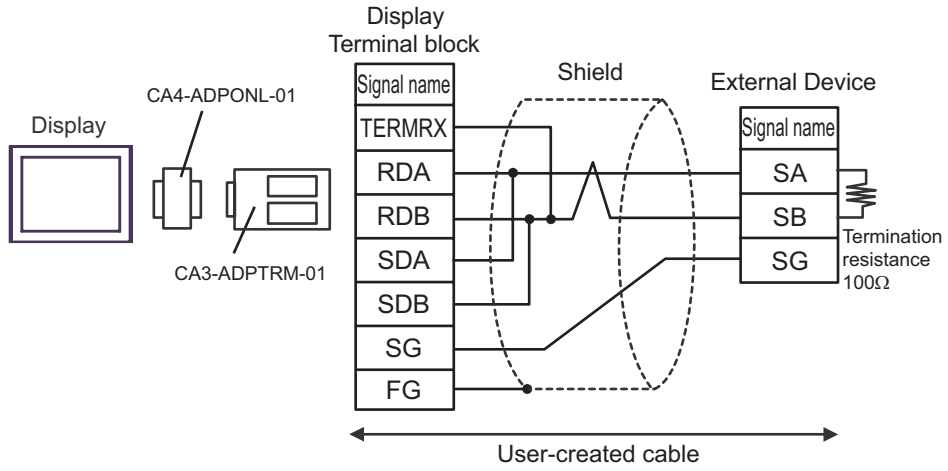 Display
Terminal block
Shield
External Device
CA4-ADPONL-01
Display
CA3-ADPTRM-01
Signal name
TERMRX
RDA
RDB
SDA
SDB
SG
FG
Signal name
SA
SB
SG
Termination
resistance
100Ω
User-created cable